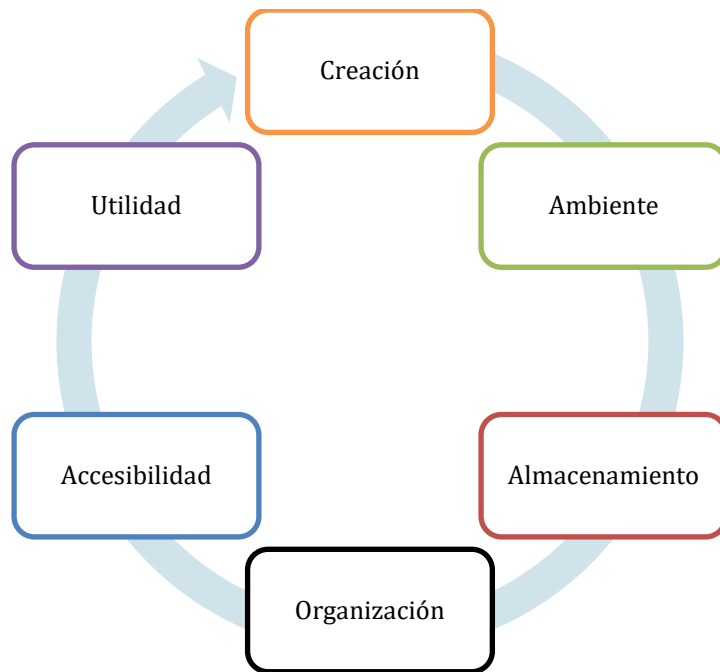 Creación
Ambiente
Almacenamiento
Organización
Accesibilidad
Utilidad